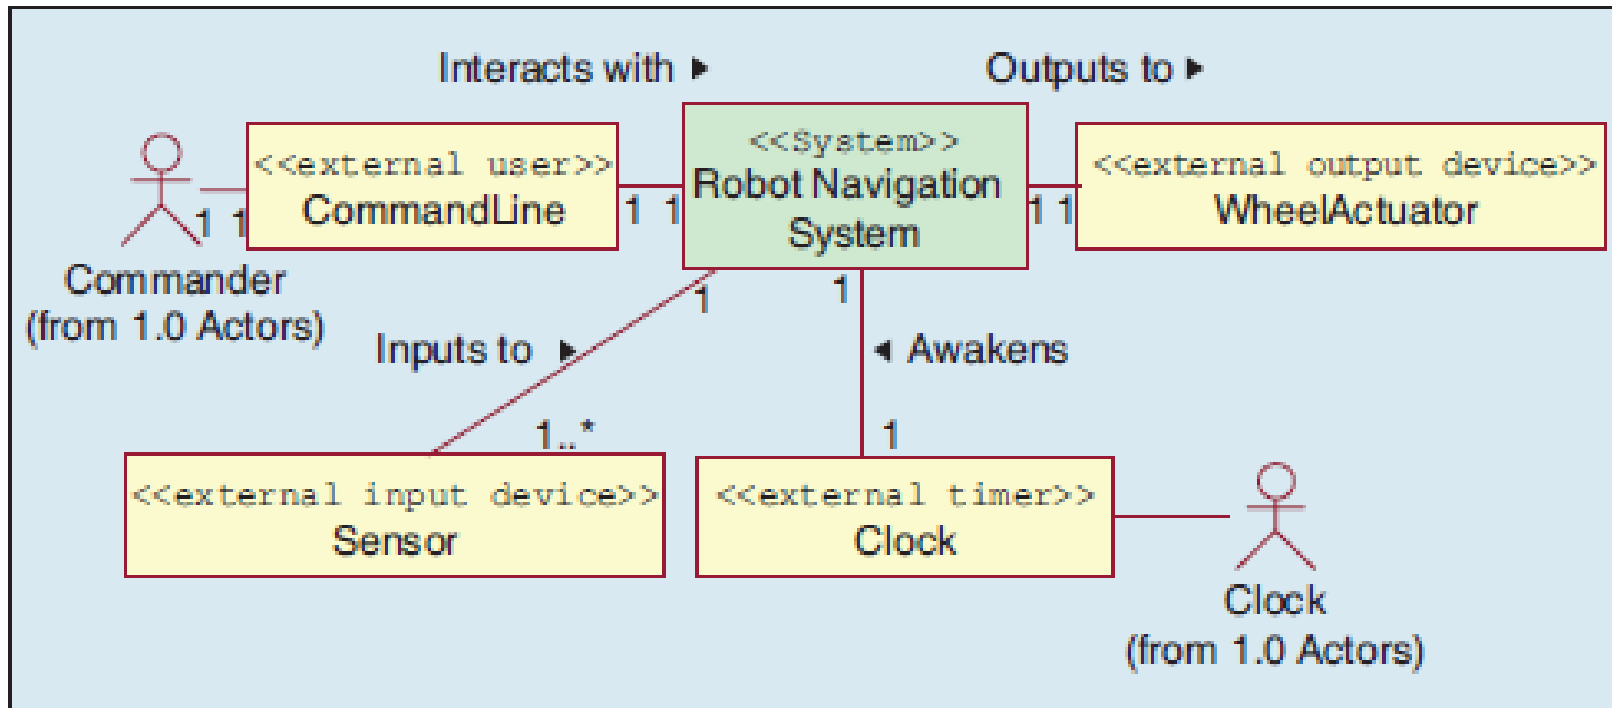 Interacts with ►
Outputs to ►
<<external user>>
CommandLine
<<System>>
Robot Navigation
System
<<external output device>>
WheelActuator
1 1
1 1
1 1
Commander
(from 1.0 Actors)
1
1
Inputs to ►
◄ Awakens
1..*
1
<<external input device>>
Sensor
<<external timer>>
Clock
Clock
(from 1.0 Actors)